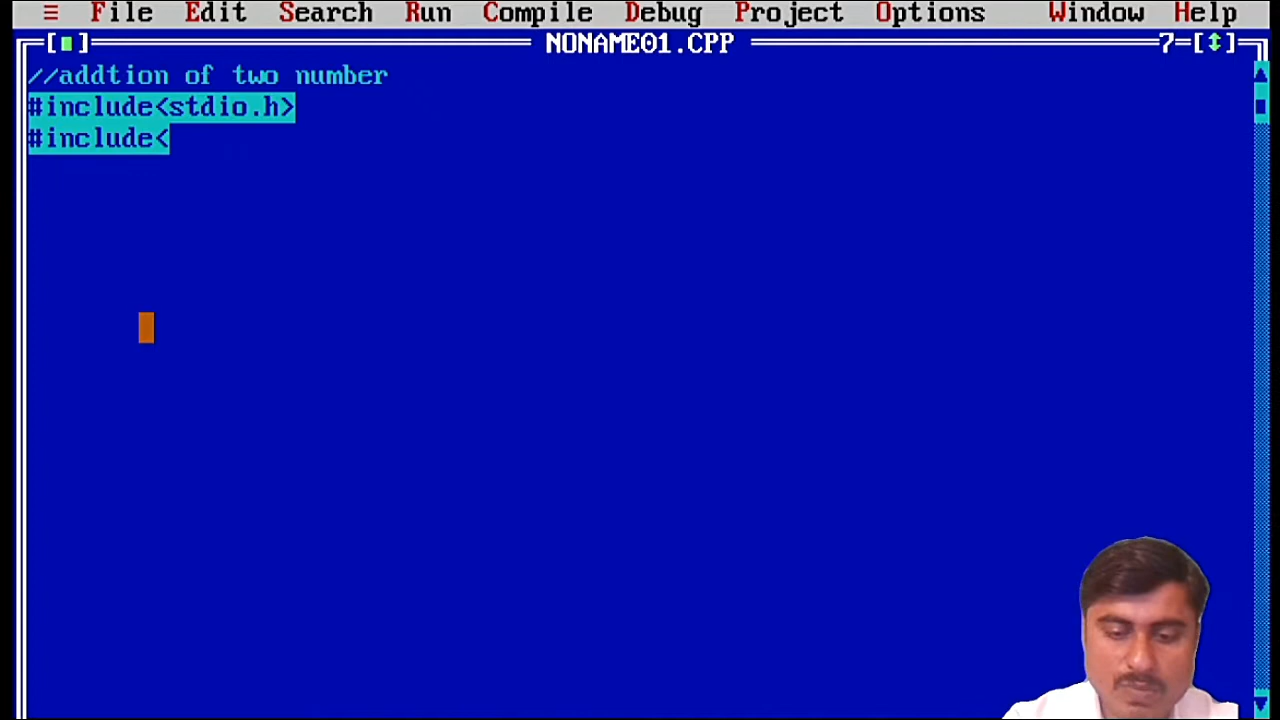 ≡ File Edit Search Run Compile Debug Project Options Window Help
[■] NONAME01.CPP 7=[↕]
//addtion of two number
#include<stdio.h>
#include<